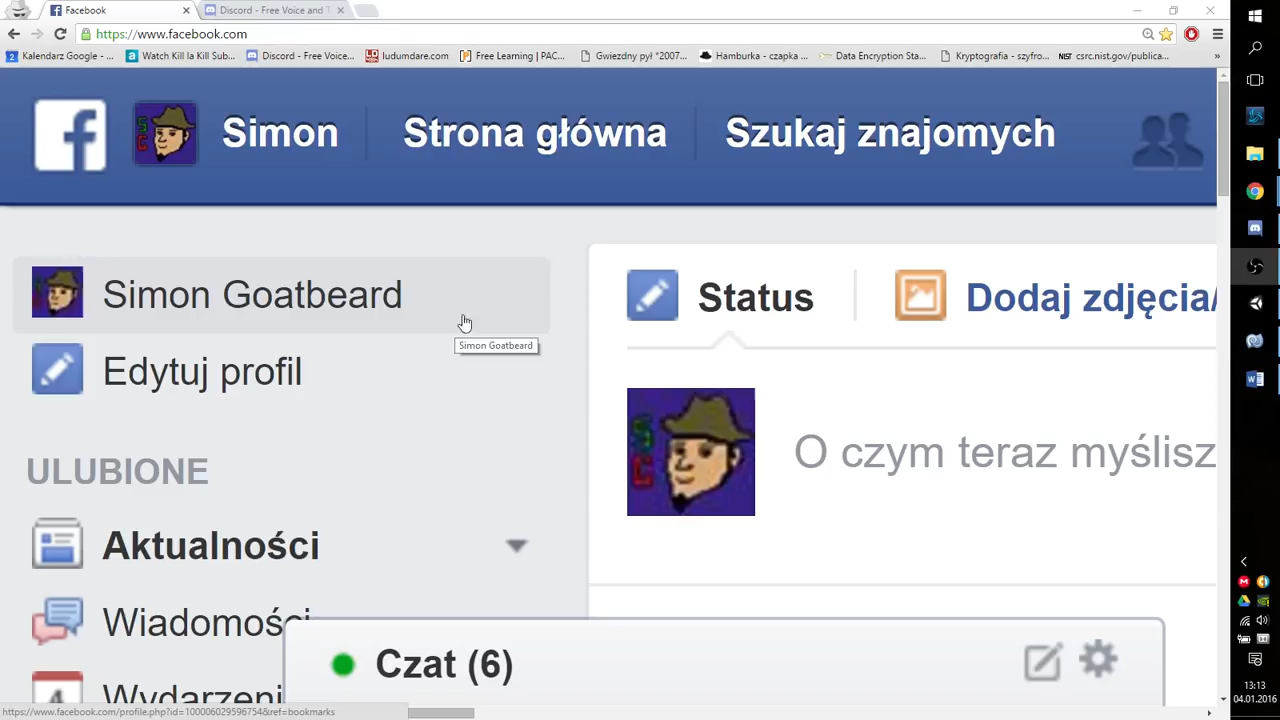 Facebook
Discord - Free Voice and T
https://www.facebook.com
Kalendarz Google - ...
Watch Kill la Kill Sub...
Discord - Free Voice...
ludumdare.com
Free Learning | PAC...
Gwiezdny pył *2007...
Hamburka - czapka ...
Data Encryption Sta...
Kryptografia - szyfro...
NIST csrc.nist.gov/publica...
»
Simon
Strona główna
Szukaj znajomych
Simon Goatbeard
Simon Goatbeard
Edytuj profil
Status
Dodaj zdjęcia/
O czym teraz myślisz
ULUBIONE
Aktualności
Wiadomości
Wydarzeni
4
Czat (6)
https://www.facebook.com/profile.php?id=100006029596754&ref=bookmarks
13:13
04.01.2016